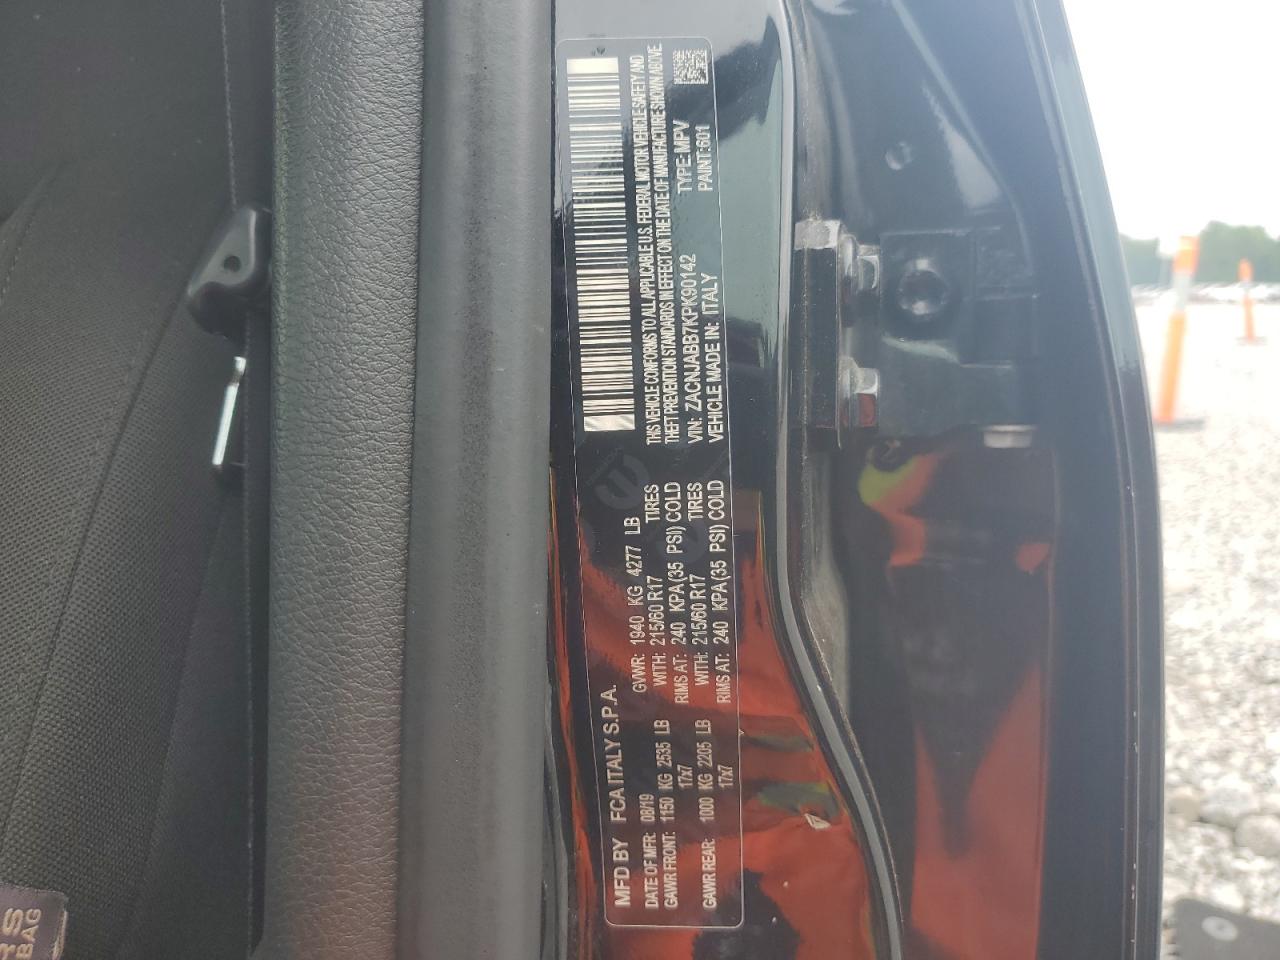 MFD BY FCA ITALY S.P.A.
DATE OF MFR: 08/19 GVWR: 1940 KG 4277 LB
GAWR FRONT: 1150 KG 2535 LB WITH: 215/60 R17 TIRES
17x7 RIMS AT: 240 KPA(35 PSI) COLD
GAWR REAR: 1000 KG 2205 LB WITH: 215/60 R17 TIRES
17x7 RIMS AT: 240 KPA(35 PSI) COLD
THIS VEHICLE CONFORMS TO ALL APPLICABLE U.S. FEDERAL MOTOR VEHICLE SAFETY AND
THEFT PREVENTION STANDARDS IN EFFECT ON THE DATE OF MANUFACTURE SHOWN ABOVE.
VIN: ZACNJABB7KPK90142 TYPE: MPV
VEHICLE MADE IN: ITALY PAINT: 601
BAG